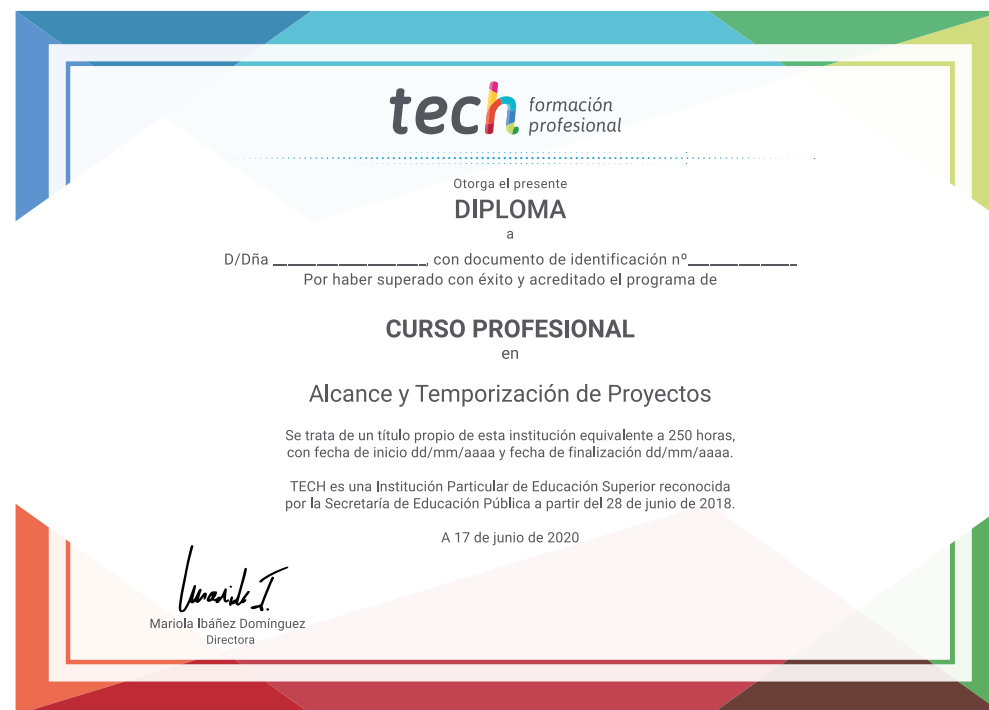 tech formación
profesional
Otorga el presente
DIPLOMA
a
D/Dña ____________________, con documento de identificación nº______________
Por haber superado con éxito y acreditado el programa de
CURSO PROFESIONAL
en
Alcance y Temporización de Proyectos
Se trata de un título propio de esta institución equivalente a 250 horas,
con fecha de inicio dd/mm/aaaa y fecha de finalización dd/mm/aaaa.
TECH es una Institución Particular de Educación Superior reconocida
por la Secretaría de Educación Pública a partir del 28 de junio de 2018.
A 17 de junio de 2020
Mariola Ibáñez Domínguez
Directora